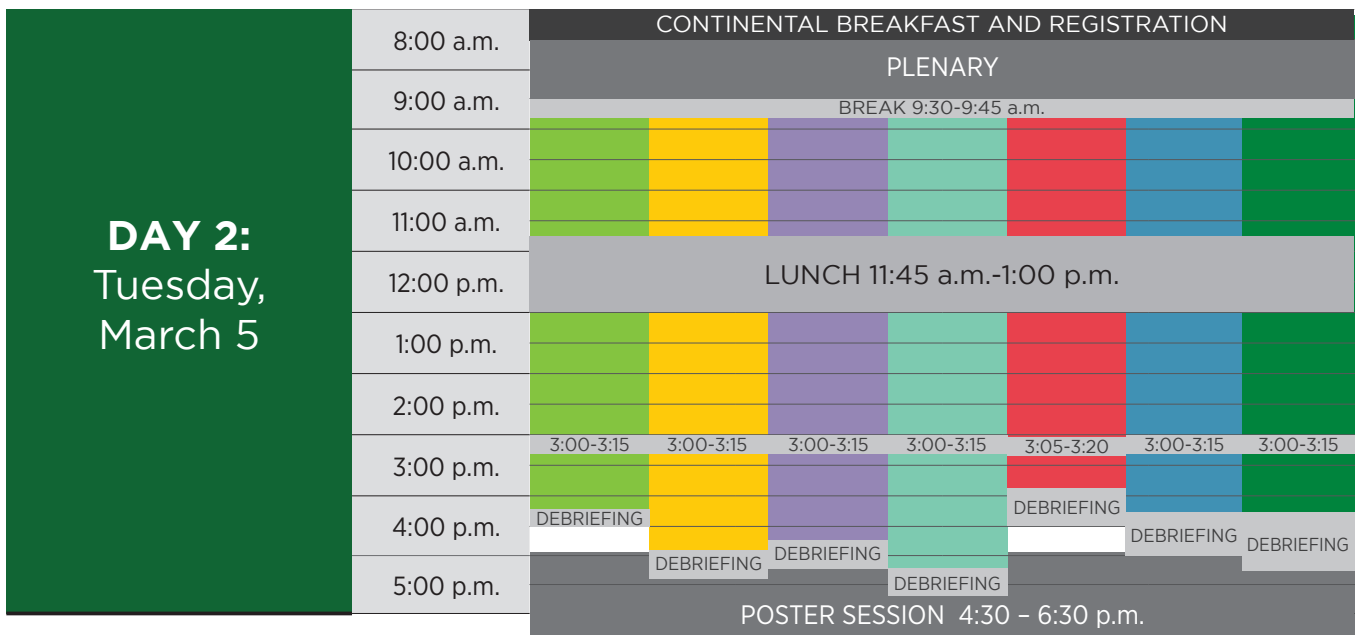 DAY 2:
Tuesday,
March 5
8:00 a.m.
9:00 a.m.
10:00 a.m.
11:00 a.m.
12:00 p.m.
1:00 p.m.
2:00 p.m.
3:00 p.m.
4:00 p.m.
5:00 p.m.
CONTINENTAL BREAKFAST AND REGISTRATION
PLENARY
BREAK 9:30-9:45 a.m.
LUNCH 11:45 a.m.-1:00 p.m.
3:00-3:15 3:00-3:15 3:00-3:15 3:00-3:15 3:05-3:20 3:00-3:15 3:00-3:15
DEBRIEFING
DEBRIEFING
DEBRIEFING
DEBRIEFING
DEBRIEFING
DEBRIEFING
DEBRIEFING
POSTER SESSION 4:30 – 6:30 p.m.